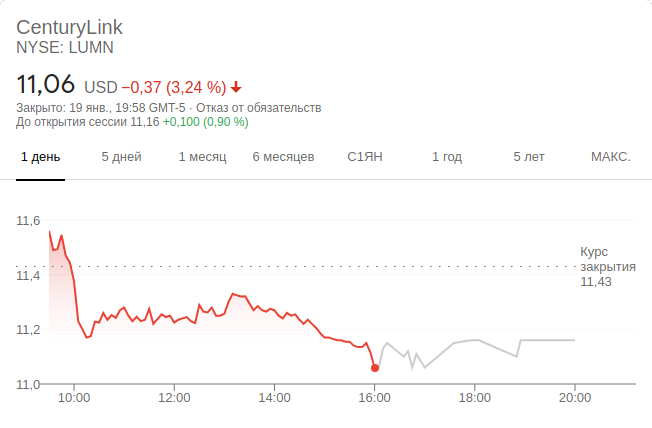 CenturyLink
NYSE: LUMN
11,06 USD −0,37 (3,24 %)
Закрыто: 19 янв., 19:58 GMT-5 · Отказ от обязательств
До открытия сессии 11,16 +0,100 (0,90 %)
1 день 5 дней 1 месяц 6 месяцев С1ЯН 1 год 5 лет МАКС.
11,6
11,4
11,2
11,0
Курс
закрытия
11,43
10:00 12:00 14:00 16:00 18:00 20:00